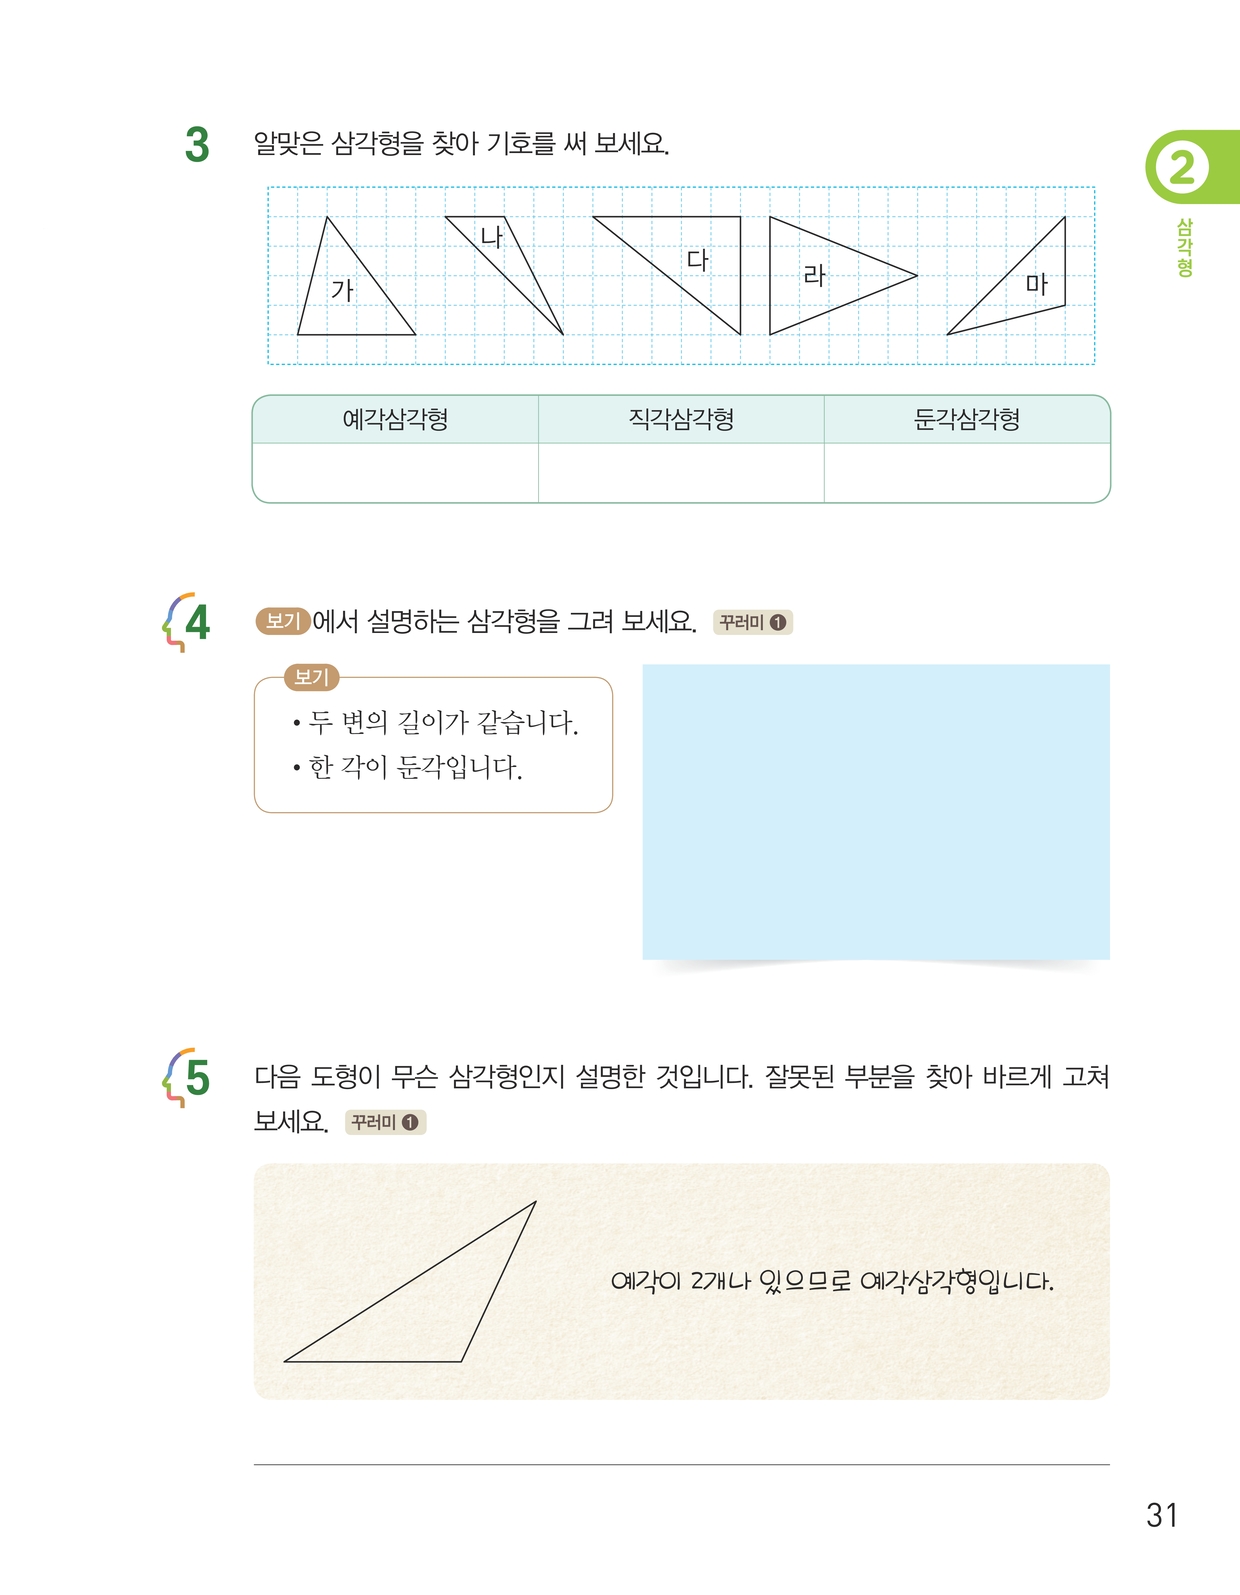 3 알맞은 삼각형을 찾아 기호를 써 보세요.
2
삼각형
가
나
다
라
마
예각삼각형 직각삼각형 둔각삼각형
4 보기에서 설명하는 삼각형을 그려 보세요. 꾸러미 ❶
보기
• 두 변의 길이가 같습니다.
• 한 각이 둔각입니다.
5 다음 도형이 무슨 삼각형인지 설명한 것입니다. 잘못된 부분을 찾아 바르게 고쳐
보세요. 꾸러미 ❶
예각이 2개나 있으므로 예각삼각형입니다.
31